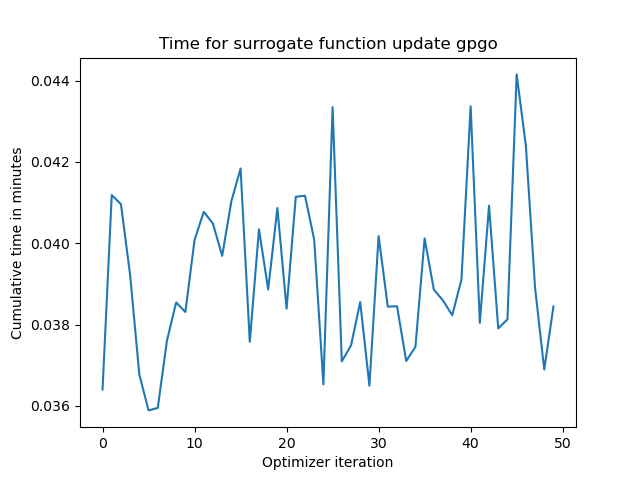 Time for surrogate function update gpgo
0.044
0.042
0.040
0.038
0.036
Cumulative time in minutes
0 10 20 30 40 50
Optimizer iteration